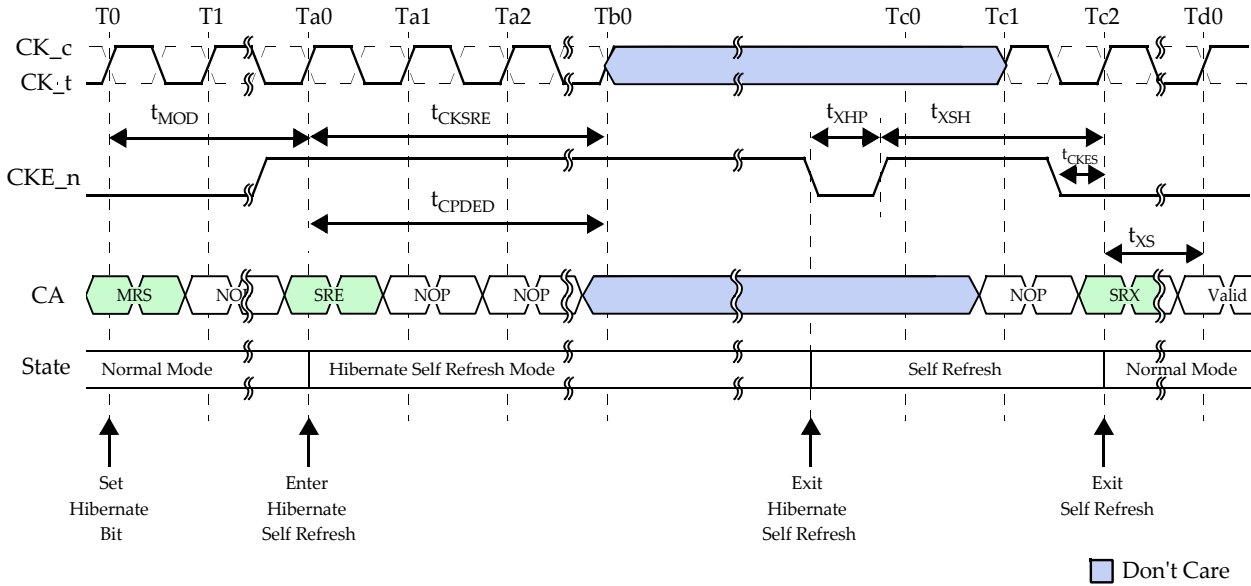 T0 T1 Ta0 Ta1 Ta2 Tb0 Tc0 Tc1 Tc2 Td0
CK_c
CK_t
tMOD tCKSRE tXHP tXSH
tCKES
CKE_n
tCPDED
tXS
CA MRS NOP SRE NOP NOP NOP SRX Valid
State Normal Mode Hibernate Self Refresh Mode Self Refresh Normal Mode
Set
Hibernate
Bit
Enter
Hibernate
Self Refresh
Exit
Hibernate
Self Refresh
Exit
Self Refresh
Don't Care